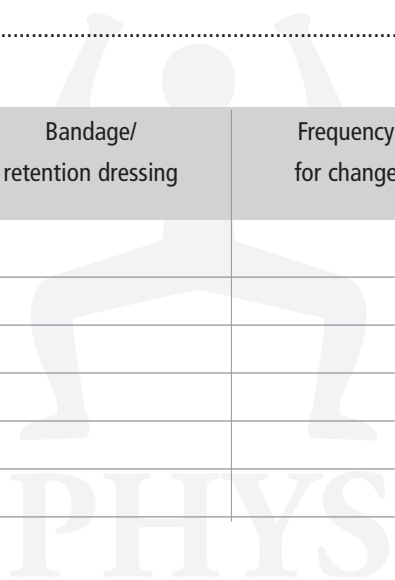 Bandage/
retention dressing
Frequency
for change
PHYS